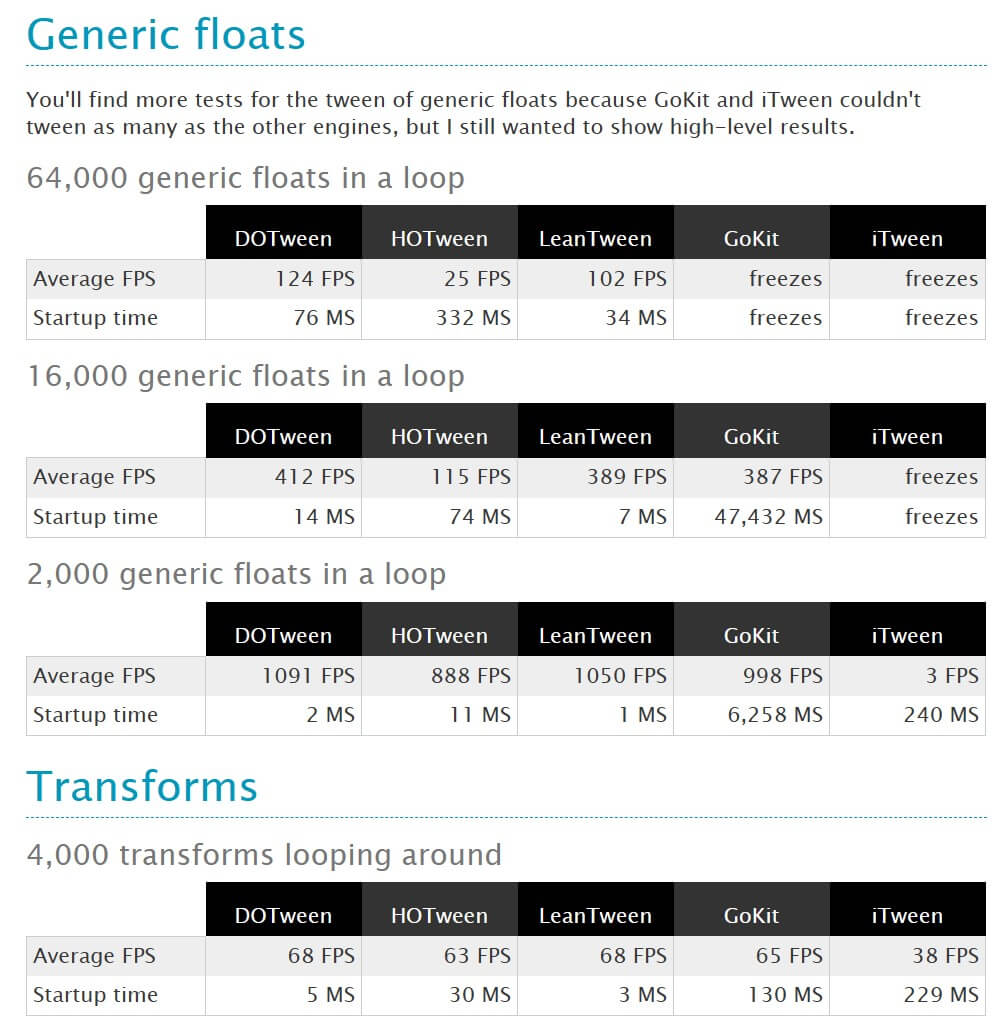 Generic floats
You'll find more tests for the tween of generic floats because GoKit and iTween couldn't
tween as many as the other engines, but I still wanted to show high-level results.
64,000 generic floats in a loop
DOTween HOTween LeanTween GoKit iTween
Average FPS 124 FPS 25 FPS 102 FPS freezes freezes
Startup time 76 MS 332 MS 34 MS freezes freezes
16,000 generic floats in a loop
DOTween HOTween LeanTween GoKit iTween
Average FPS 412 FPS 115 FPS 389 FPS 387 FPS freezes
Startup time 14 MS 74 MS 7 MS 47,432 MS freezes
2,000 generic floats in a loop
DOTween HOTween LeanTween GoKit iTween
Average FPS 1091 FPS 888 FPS 1050 FPS 998 FPS 3 FPS
Startup time 2 MS 11 MS 1 MS 6,258 MS 240 MS
Transforms
4,000 transforms looping around
DOTween HOTween LeanTween GoKit iTween
Average FPS 68 FPS 63 FPS 68 FPS 65 FPS 38 FPS
Startup time 5 MS 30 MS 3 MS 130 MS 229 MS